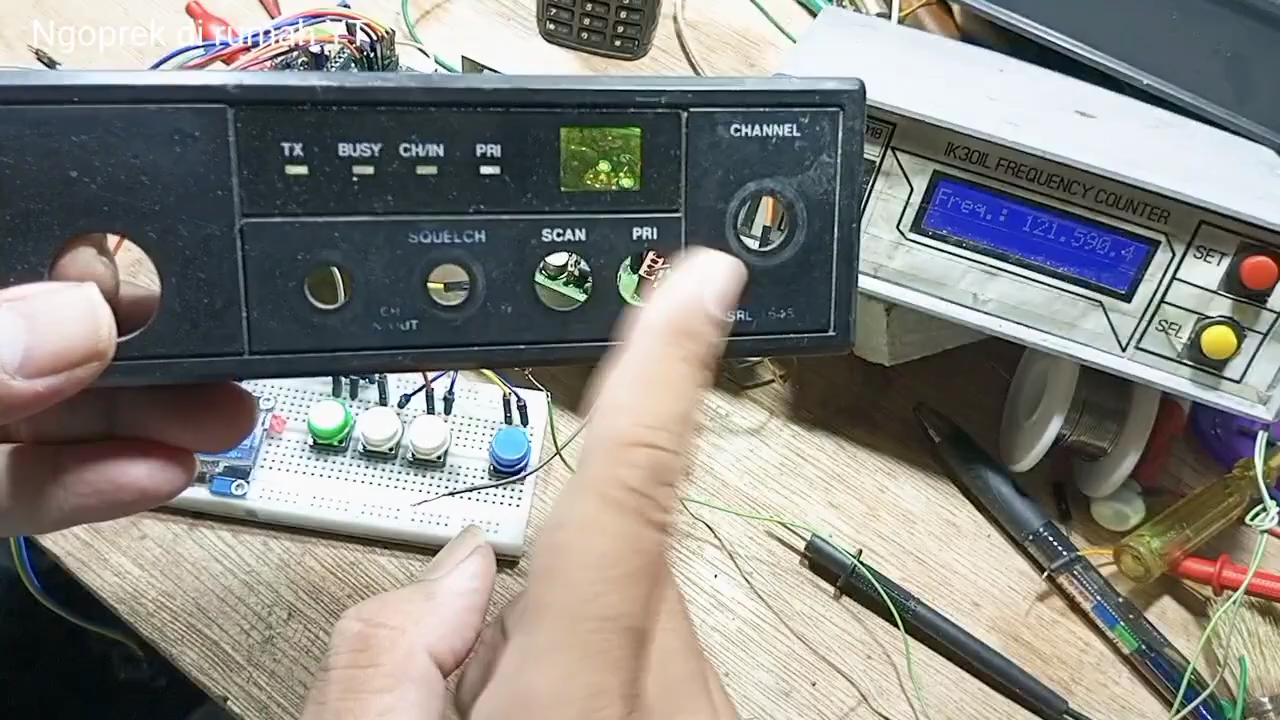 Ngoprek di rumah TT
TX BUSY CH/IN PRI
CHANNEL
SQUELCH SCAN PRI
IK3OIL FREQUENCY COUNTER
Freq.: 121.590.4
SET
SEL